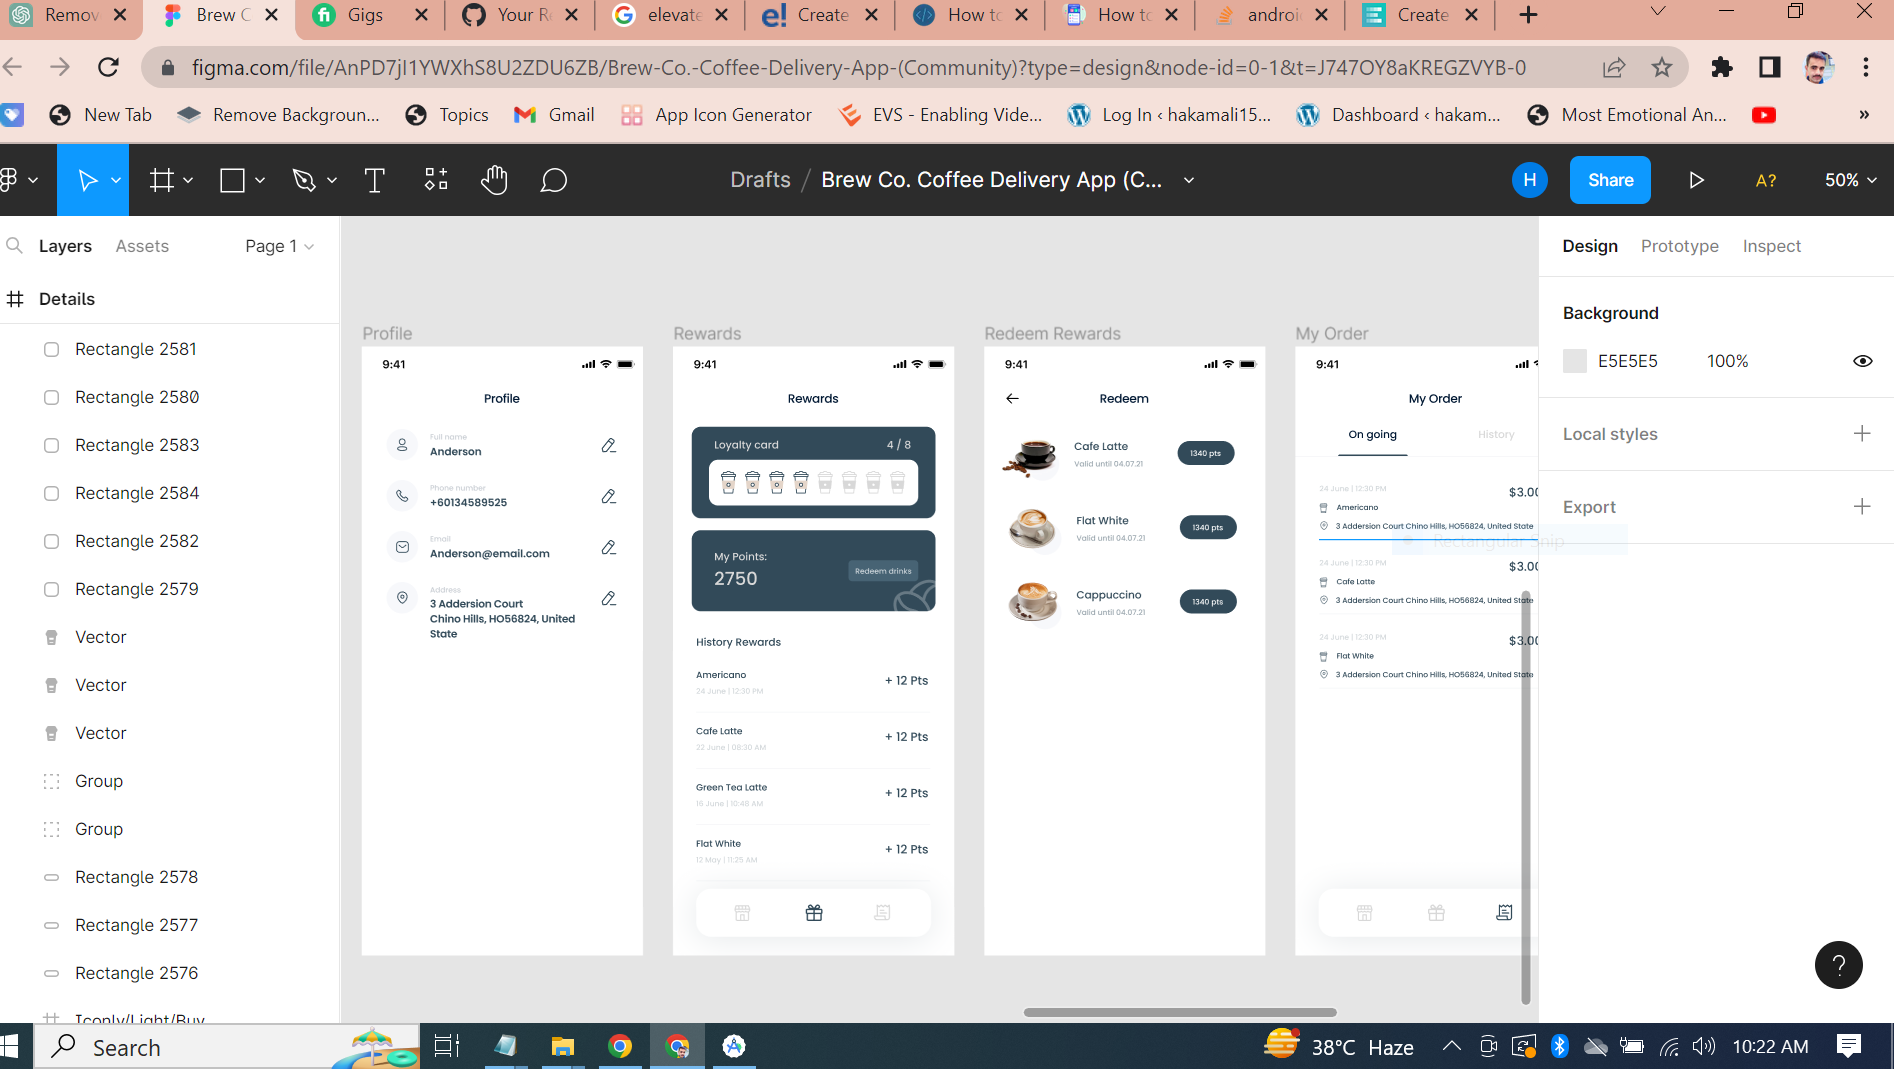 Remov
Brew C
Gigs
Your Re
elevate
Create
How to
How to
androi
Create
figma.com/file/AnPD7jI1YWXhS8U2ZDU6ZB/Brew-Co.-Coffee-Delivery-App-(Community)?type=design&node-id=0-1&t=J747OY8aKREGZVYB-0
New Tab
Remove Backgroun...
Topics
Gmail
App Icon Generator
EVS - Enabling Vide...
Log In ‹ hakamali15...
Dashboard ‹ hakam...
Most Emotional An...
»
Drafts / Brew Co. Coffee Delivery App (C...
H
Share
A?
50%
Layers
Assets
Page 1
Details
Rectangle 2581
Rectangle 2580
Rectangle 2583
Rectangle 2584
Rectangle 2582
Rectangle 2579
Vector
Vector
Vector
Group
Group
Rectangle 2578
Rectangle 2577
Rectangle 2576
Iconly/Light/Buy
Profile
9:41
Profile
Full name
Anderson
Phone number
+60134589525
Email
Anderson@email.com
Address
3 Addersion Court
Chino Hills, HO56824, United
State
Rewards
9:41
Rewards
Loyalty card
4 / 8
My Points:
2750
Redeem drinks
History Rewards
Americano
+ 12 Pts
24 June | 12:30 PM
Cafe Latte
+ 12 Pts
22 June | 08:30 AM
Green Tea Latte
+ 12 Pts
16 June | 10:48 AM
Flat White
+ 12 Pts
12 May | 11:25 AM
Redeem Rewards
9:41
Redeem
Cafe Latte
Valid until 04.07.21
1340 pts
Flat White
Valid until 04.07.21
1340 pts
Cappuccino
Valid until 04.07.21
1340 pts
My Order
9:41
My Order
On going
History
24 June | 12:30 PM
$3.00
Americano
3 Addersion Court Chino Hills, HO56824, United State
Rectangular Snip
24 June | 12:30 PM
$3.00
Cafe Latte
3 Addersion Court Chino Hills, HO56824, United State
24 June | 12:30 PM
$3.00
Flat White
3 Addersion Court Chino Hills, HO56824, United State
Design
Prototype
Inspect
Background
E5E5E5
100%
Local styles
Export
?
Search
38°C Haze
10:22 AM